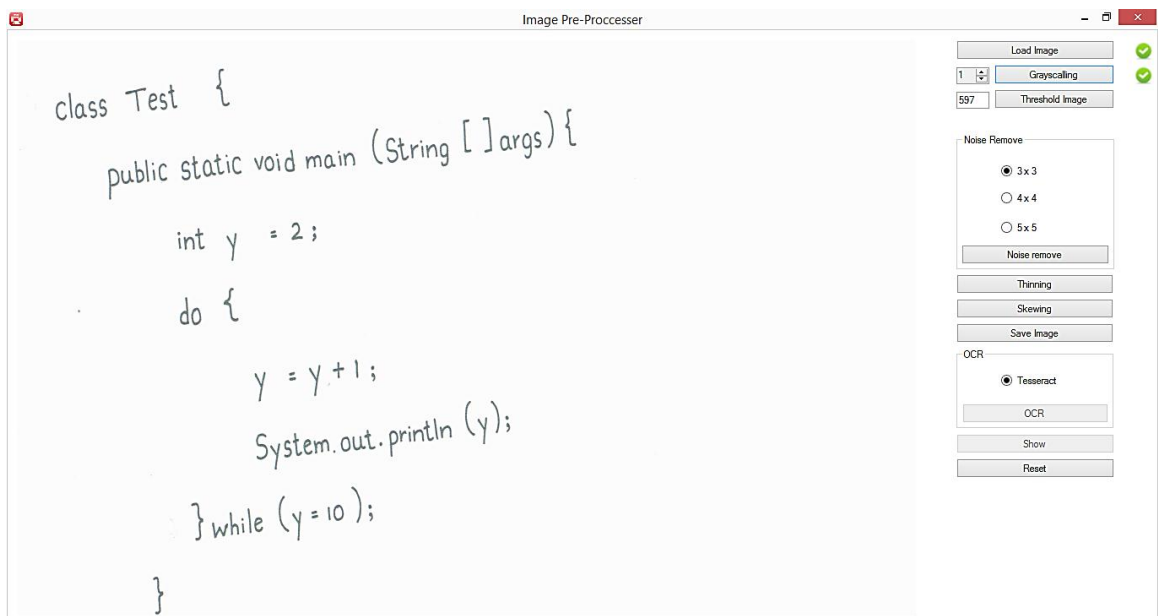 Image Pre-Proccesser
class Test {
public static void main (String [ ] args) {
int y = 2;
do {
y = y + 1;
System.out.println (y);
} while (y = 10);
}
Load Image
1 Grayscalling
597 Threshold Image
Noise Remove
3 x 3
4 x 4
5 x 5
Noise remove
Thinning
Skewing
Save Image
OCR
Tesseract
OCR
Show
Reset